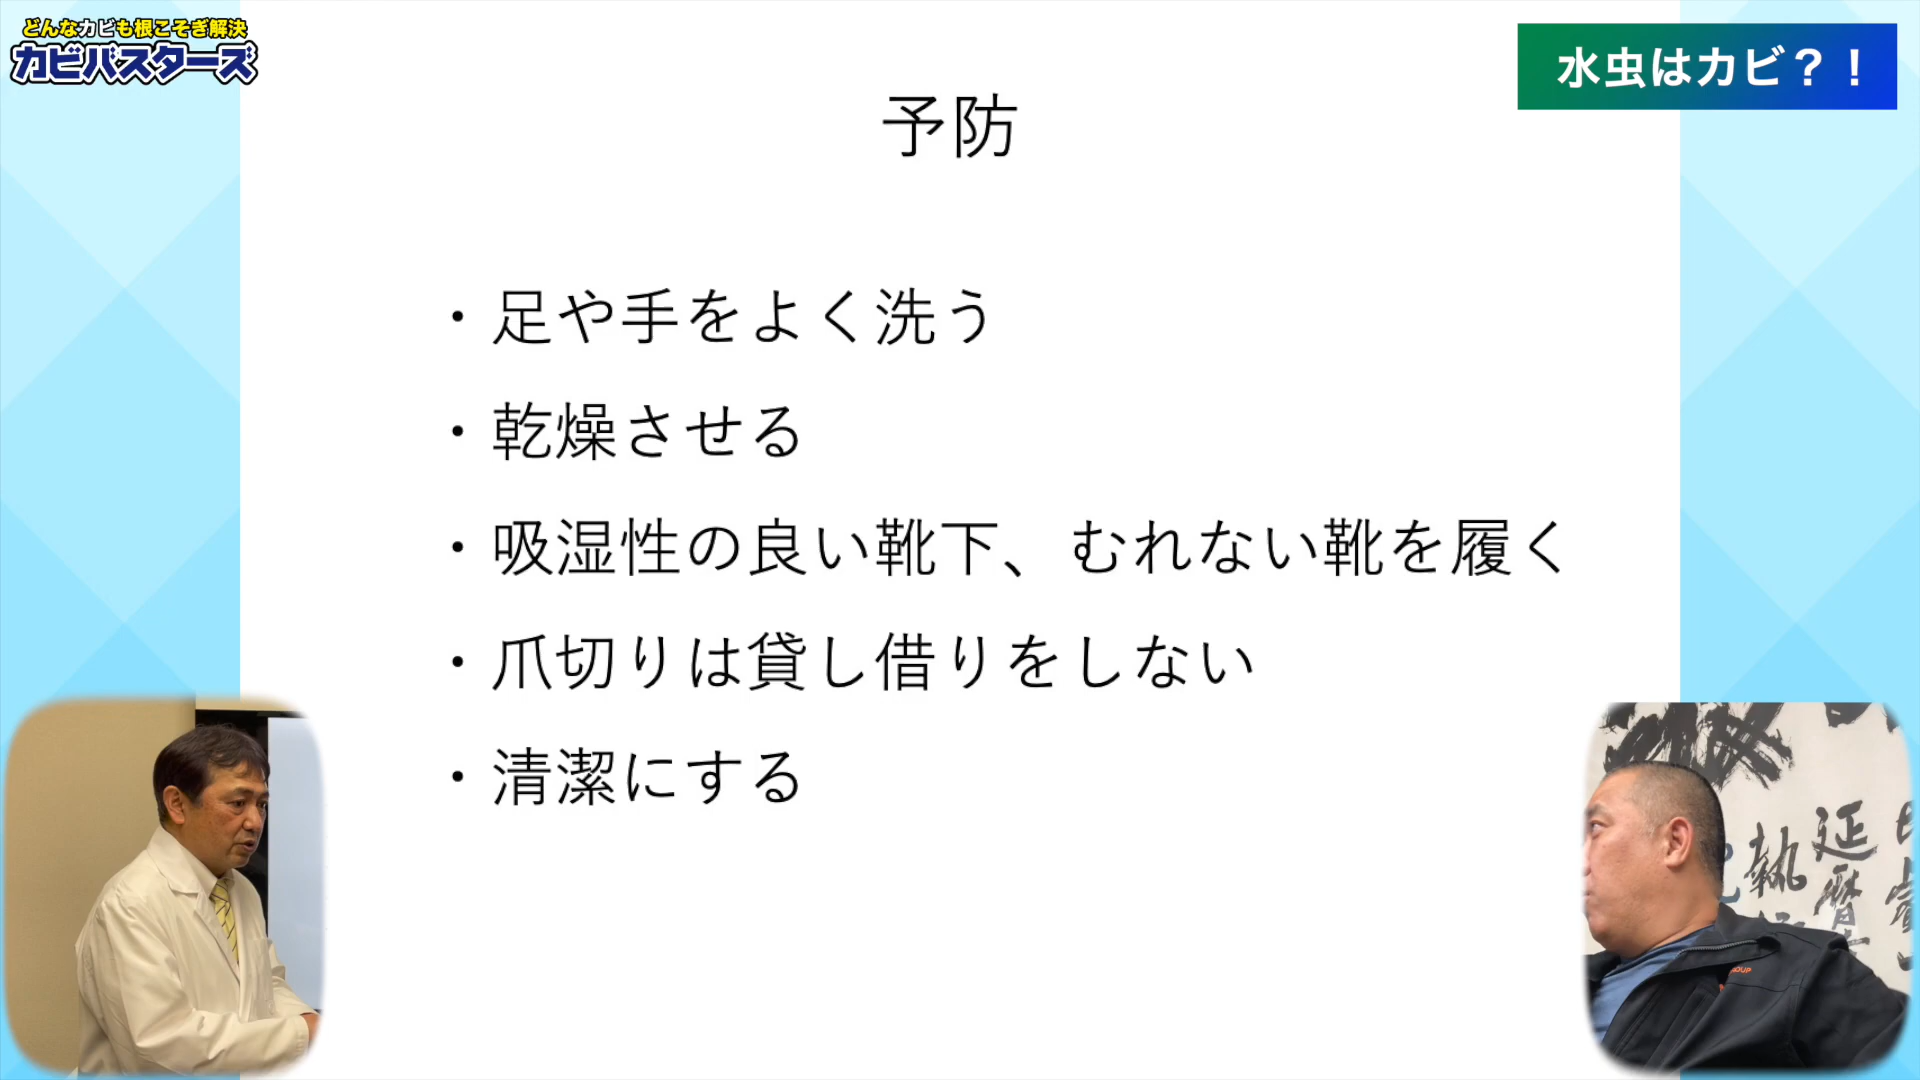 どんなカビも根こそぎ解決
カビバスターズ
水虫はカビ？！
予防
・足や手をよく洗う
・乾燥させる
・吸湿性の良い靴下、むれない靴を履く
・爪切りは貸し借りをしない
・清潔にする
延暦
執